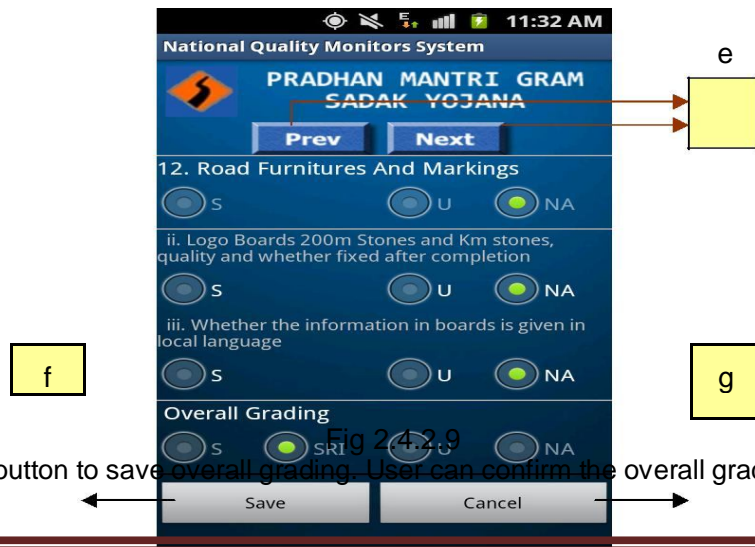 11:32 AM
National Quality Monitors System
e
PRADHAN MANTRI GRAM
SADAK YOJANA
Prev Next
12. Road Furnitures And Markings
S U NA
ii. Logo Boards 200m Stones and Km stones,
quality and whether fixed after completion
S U NA
iii. Whether the information in boards is given in
local language
f
S U NA
g
Overall Grading
S SRI U NA
Fig 2.4.2.9
button to save overall grading. User can confirm the overall grad
Save Cancel